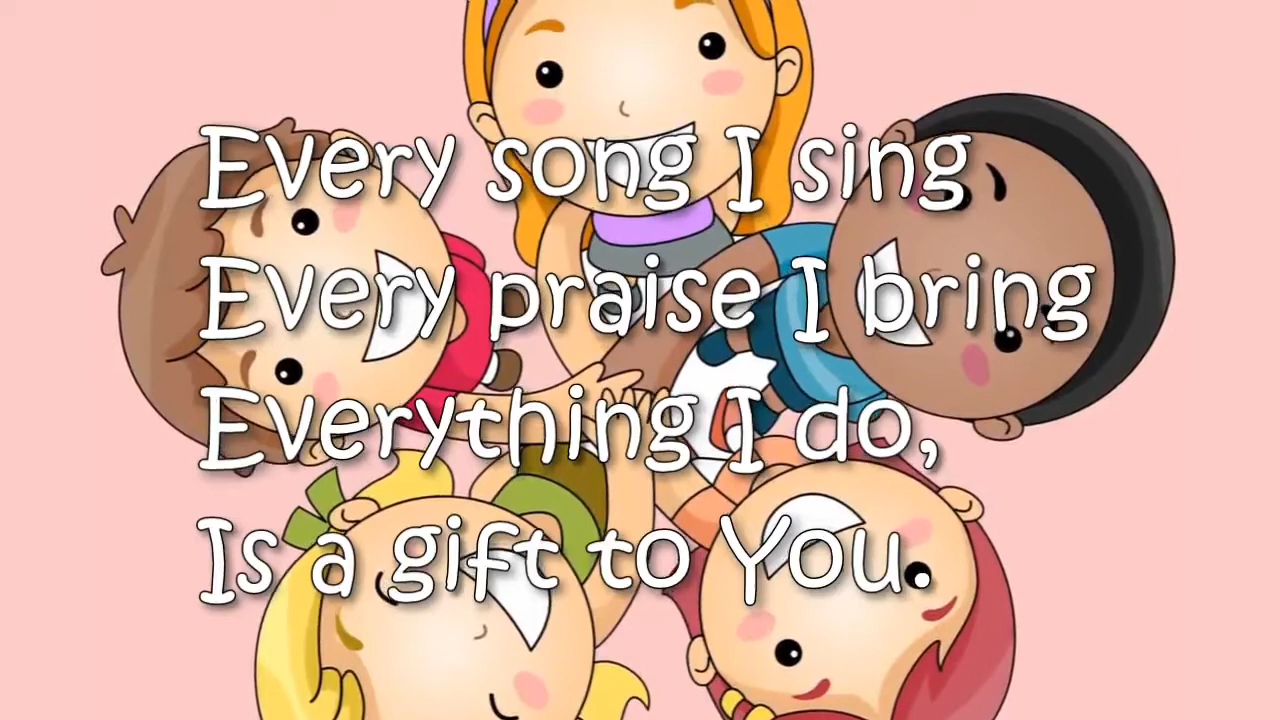 Every song I sing
Every praise I bring
Everything I do,
Is a gift to You.